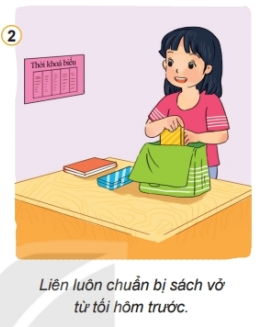 2
Thời khoá biểu
Liên luôn chuẩn bị sách vở
từ tối hôm trước.